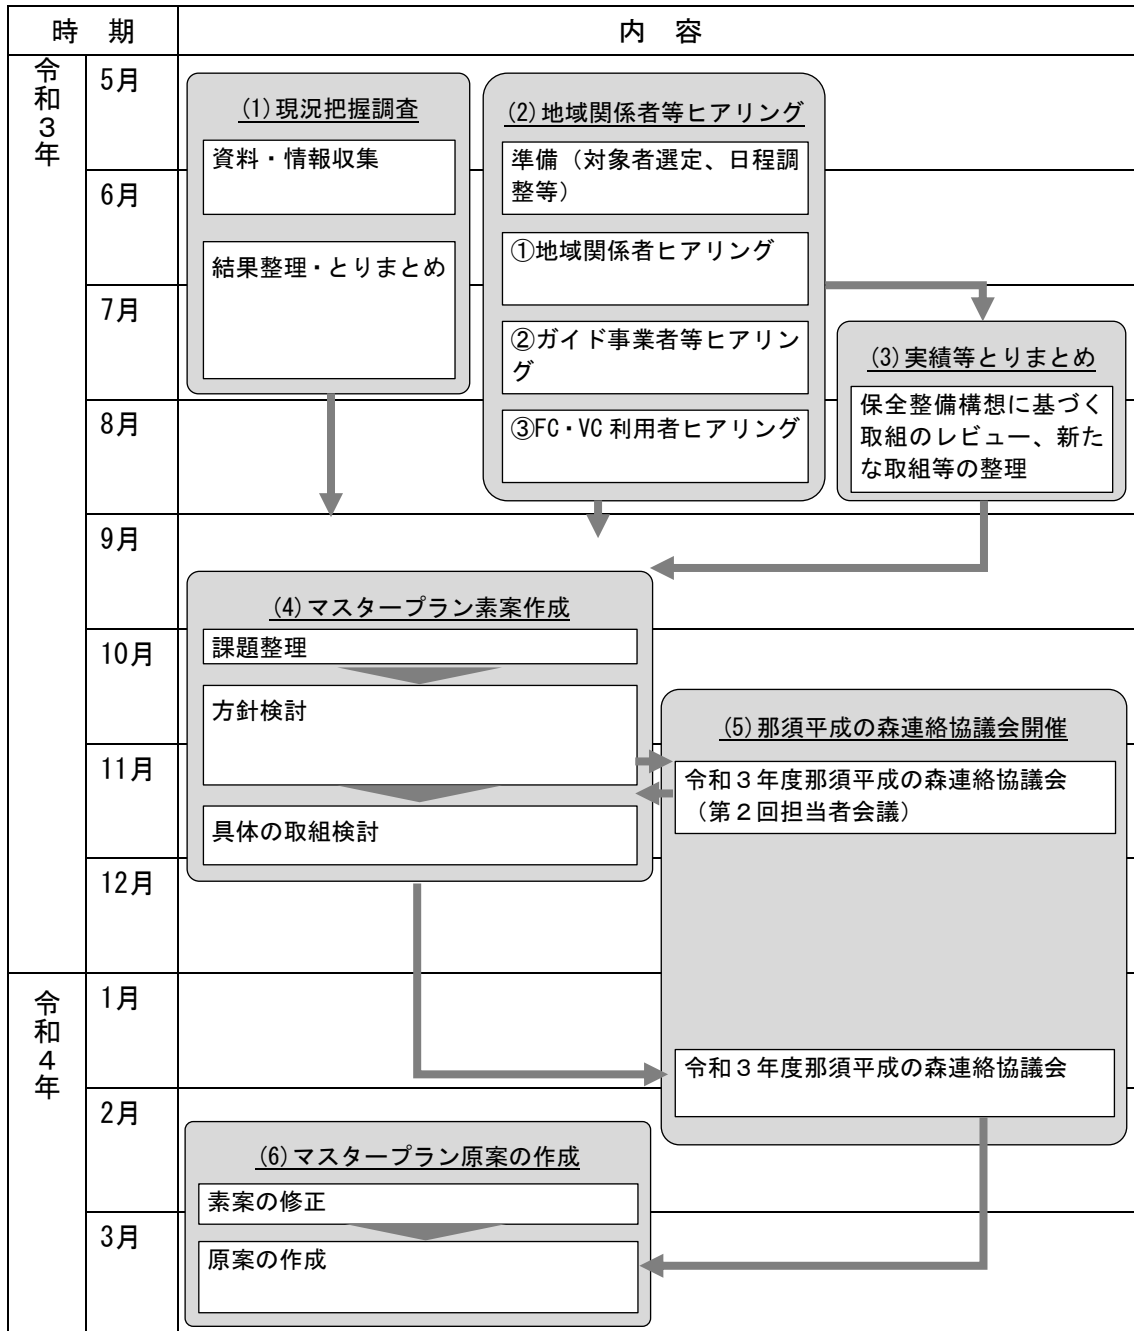 時 期
内 容
令和３年
5月
6月
7月
8月
9月
10月
11月
12月
令和４年
1月
2月
3月
(1)現況把握調査
資料・情報収集
結果整理・とりまとめ
(2)地域関係者等ヒアリング
準備（対象者選定、日程調
整等）
①地域関係者ヒアリング
②ガイド事業者等ヒアリン
グ
③FC・VC 利用者ヒアリング
(3)実績等とりまとめ
保全整備構想に基づく
取組のレビュー、新た
な取組等の整理
(4)マスタープラン素案作成
課題整理
方針検討
具体の取組検討
(5)那須平成の森連絡協議会開催
令和３年度那須平成の森連絡協議会
（第２回担当者会議）
令和３年度那須平成の森連絡協議会
(6)マスタープラン原案の作成
素案の修正
原案の作成